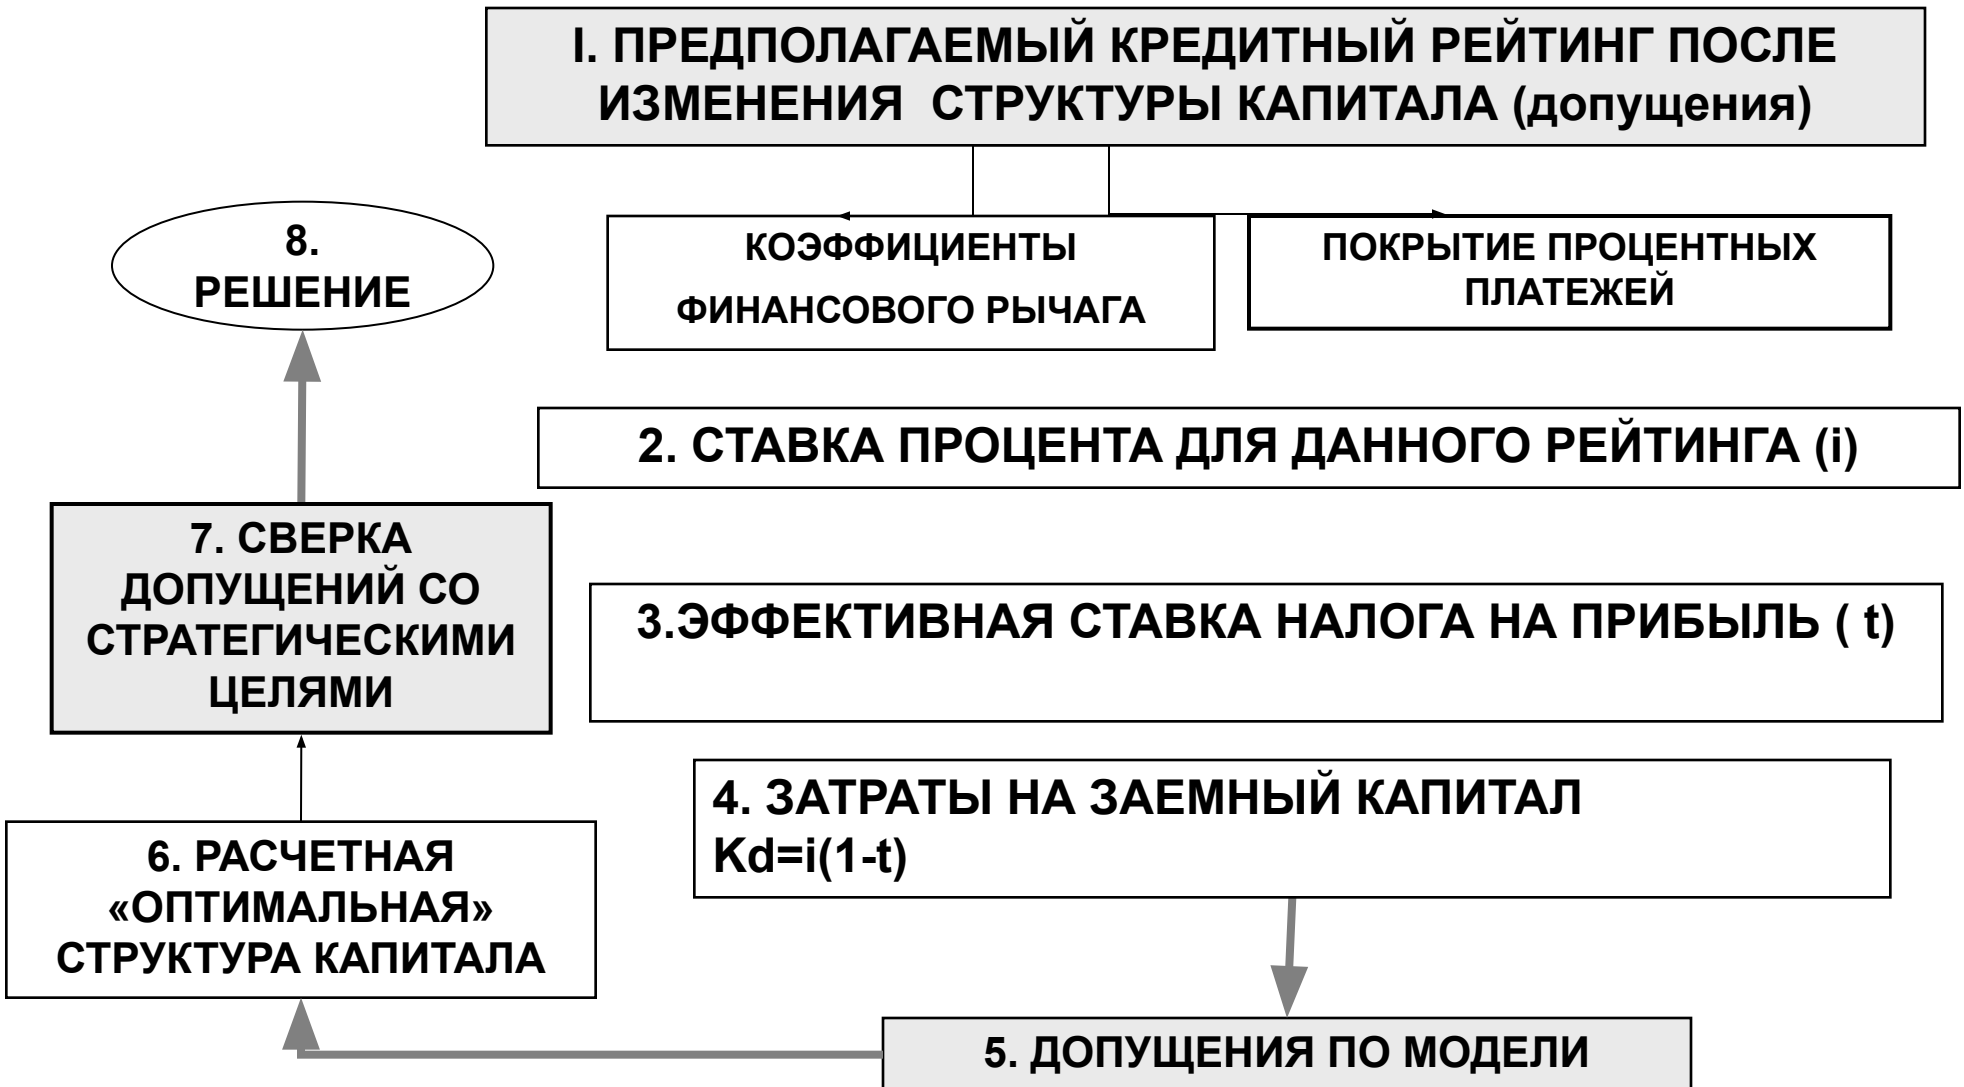 I. ПРЕДПОЛАГАЕМЫЙ КРЕДИТНЫЙ РЕЙТИНГ ПОСЛЕ
ИЗМЕНЕНИЯ СТРУКТУРЫ КАПИТАЛА (допущения)
КОЭФФИЦИЕНТЫ
ФИНАНСОВОГО РЫЧАГА
ПОКРЫТИЕ ПРОЦЕНТНЫХ
ПЛАТЕЖЕЙ
2. СТАВКА ПРОЦЕНТА ДЛЯ ДАННОГО РЕЙТИНГА (i)
3.ЭФФЕКТИВНАЯ СТАВКА НАЛОГА НА ПРИБЫЛЬ ( t)
4. ЗАТРАТЫ НА ЗАЕМНЫЙ КАПИТАЛ
Kd=i(1-t)
5. ДОПУЩЕНИЯ ПО МОДЕЛИ
6. РАСЧЕТНАЯ
«ОПТИМАЛЬНАЯ»
СТРУКТУРА КАПИТАЛА
7. СВЕРКА
ДОПУЩЕНИЙ СО
СТРАТЕГИЧЕСКИМИ
ЦЕЛЯМИ
8.
РЕШЕНИЕ